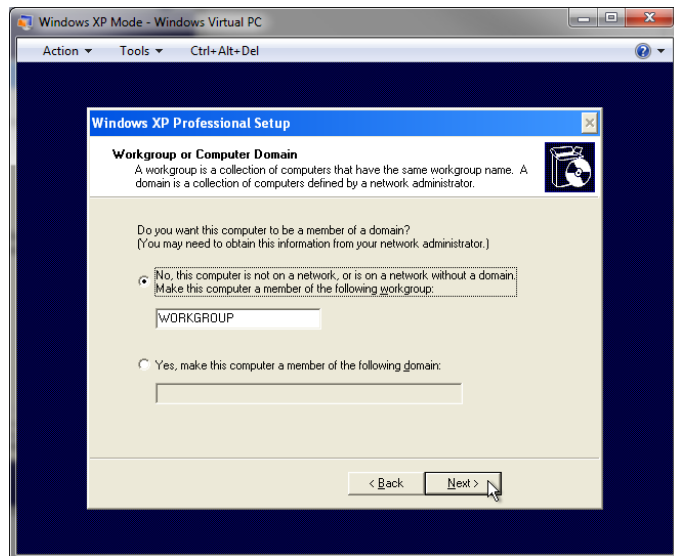 Windows XP Mode - Windows Virtual PC
Action Tools Ctrl+Alt+Del
Windows XP Professional Setup
Workgroup or Computer Domain
A workgroup is a collection of computers that have the same workgroup name. A
domain is a collection of computers defined by a network administrator.
Do you want this computer to be a member of a domain?
(You may need to obtain this information from your network administrator.)
No, this computer is not on a network, or is on a network without a domain.
Make this computer a member of the following workgroup:
WORKGROUP
Yes, make this computer a member of the following domain:
< Back Next >